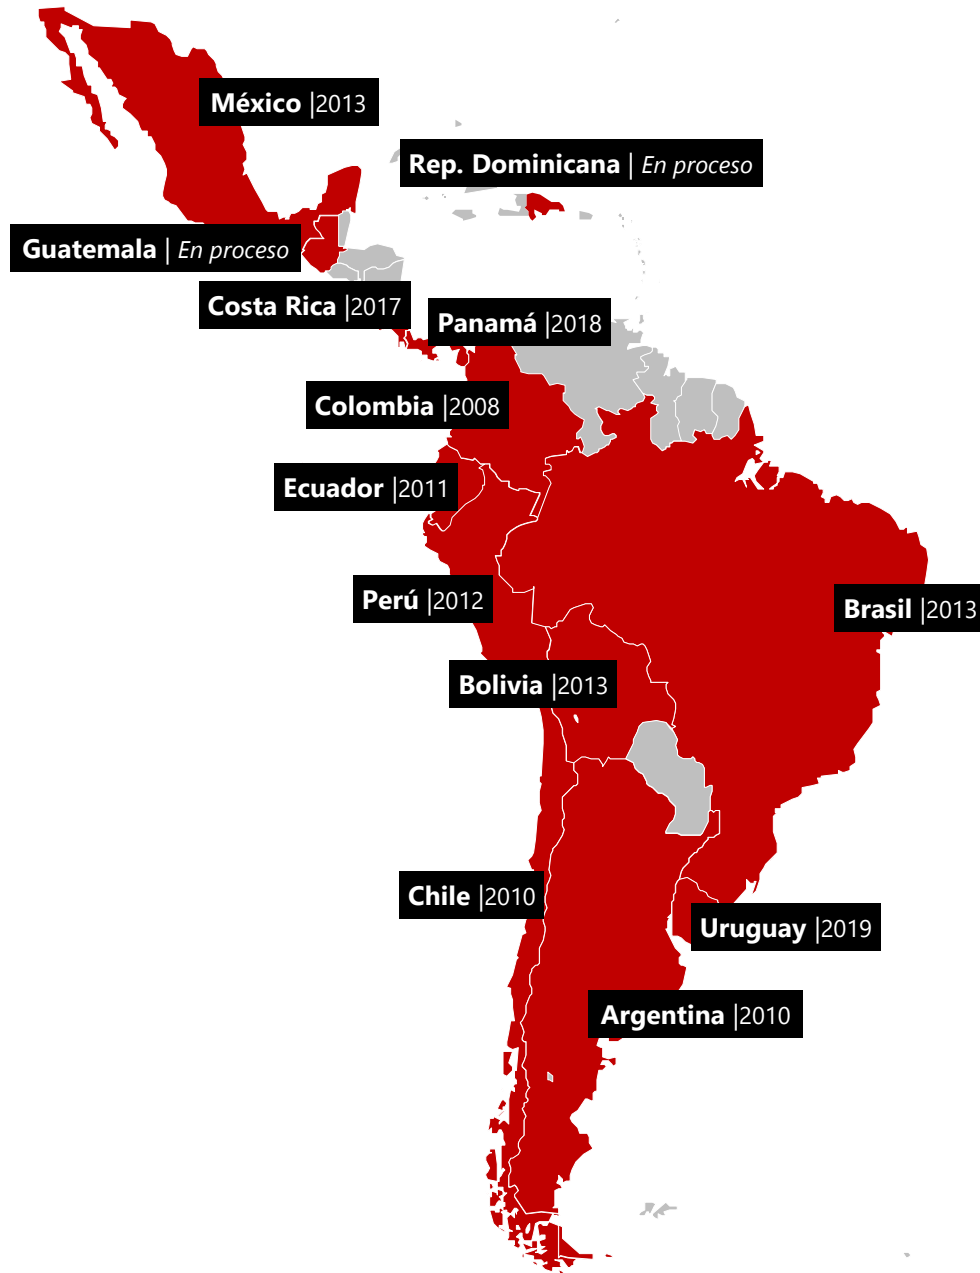 México |2013
Rep. Dominicana | En proceso
Guatemala | En proceso
Costa Rica |2017
Panamá |2018
Colombia |2008
Ecuador |2011
Perú |2012
Brasil |2013
Bolivia |2013
Chile |2010
Uruguay |2019
Argentina |2010